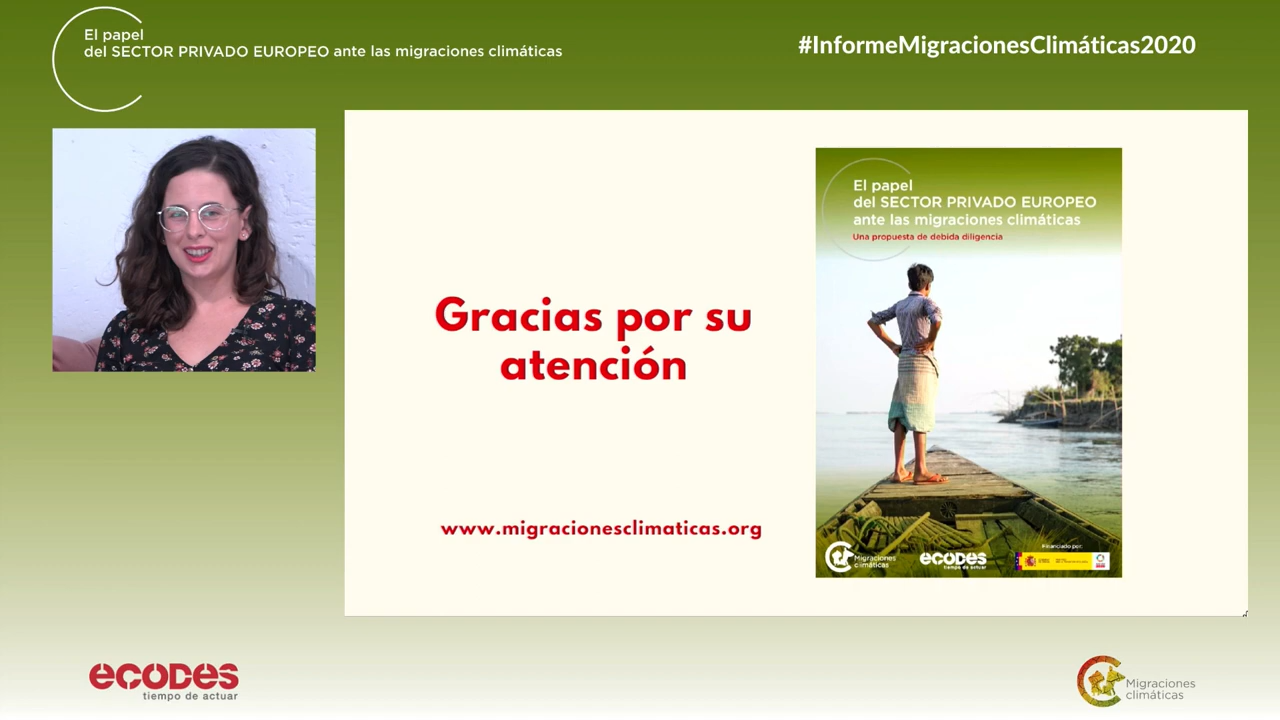 El papel
del SECTOR PRIVADO EUROPEO ante las migraciones climáticas
#InformeMigracionesClimáticas2020
El papel
del SECTOR PRIVADO EUROPEO
ante las migraciones climáticas
Una propuesta de debida diligencia
Gracias por su
atención
www.migracionesclimaticas.org
Financiado por:
Migraciones
climáticas
ecodes
tiempo de actuar
ecodes
tiempo de actuar
Migraciones
climáticas